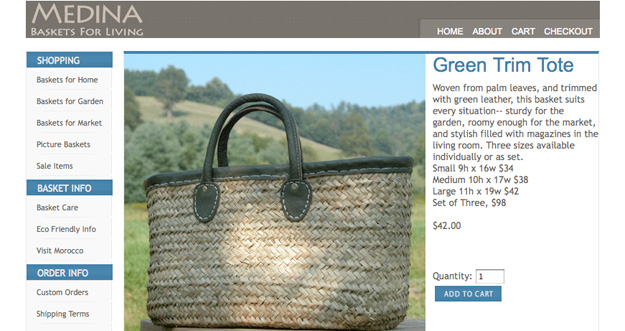 MEDINA
BASKETS FOR LIVING
HOME ABOUT CART CHECKOUT
SHOPPING
Baskets for Home
Baskets for Garden
Baskets for Market
Picture Baskets
Sale Items
BASKET INFO
Basket Care
Eco Friendly Info
Visit Morocco
ORDER INFO
Custom Orders
Shipping Terms
Green Trim Tote
Woven from palm leaves, and trimmed
with green leather, this basket suits
every situation-- sturdy for the
garden, roomy enough for the market,
and stylish filled with magazines in the
living room. Three sizes available
individually or as set.
Small 9h x 16w $34
Medium 10h x 17w $38
Large 11h x 19w $42
Set of Three, $98
$42.00
Quantity: 1
ADD TO CART